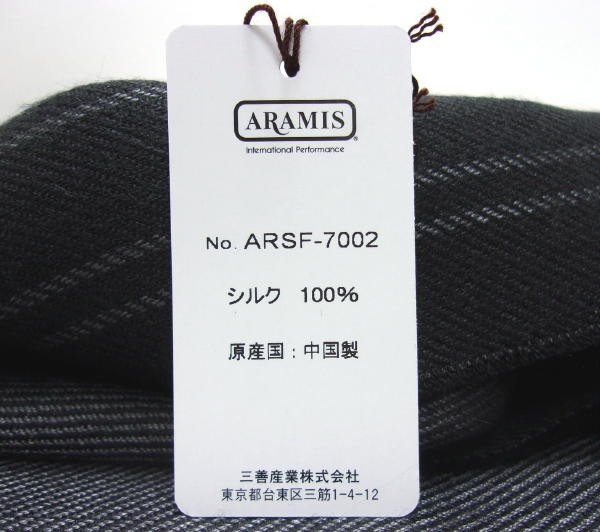 ARAMIS®
International Performance
No. ARSF-7002
シルク 100%
原産国：中国製
三善産業株式会社
東京都台東区三筋1-4-12